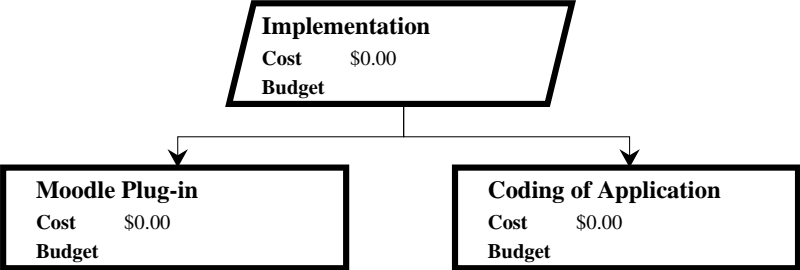 Implementation
Cost $0.00
Budget
Moodle Plug-in
Cost $0.00
Budget
Coding of Application
Cost $0.00
Budget